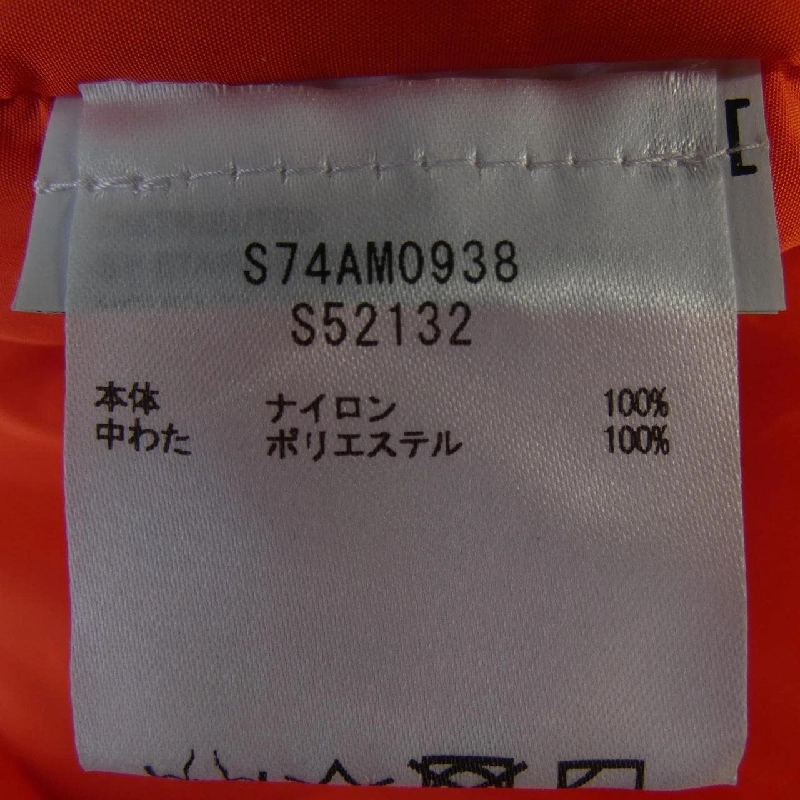 [
S74AM0938
S52132
本体 ナイロン 100%
中わた ポリエステル 100%